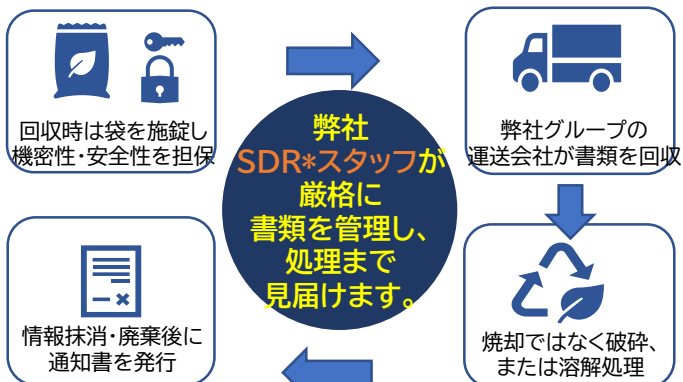 回収時は袋を施錠し
機密性・安全性を担保
弊社グループの
運送会社が書類を回収
弊社
SDR*スタッフが
厳格に
書類を管理し、
処理まで
見届けます。
情報抹消・廃棄後に
通知書を発行
焼却ではなく破砕、
または溶解処理